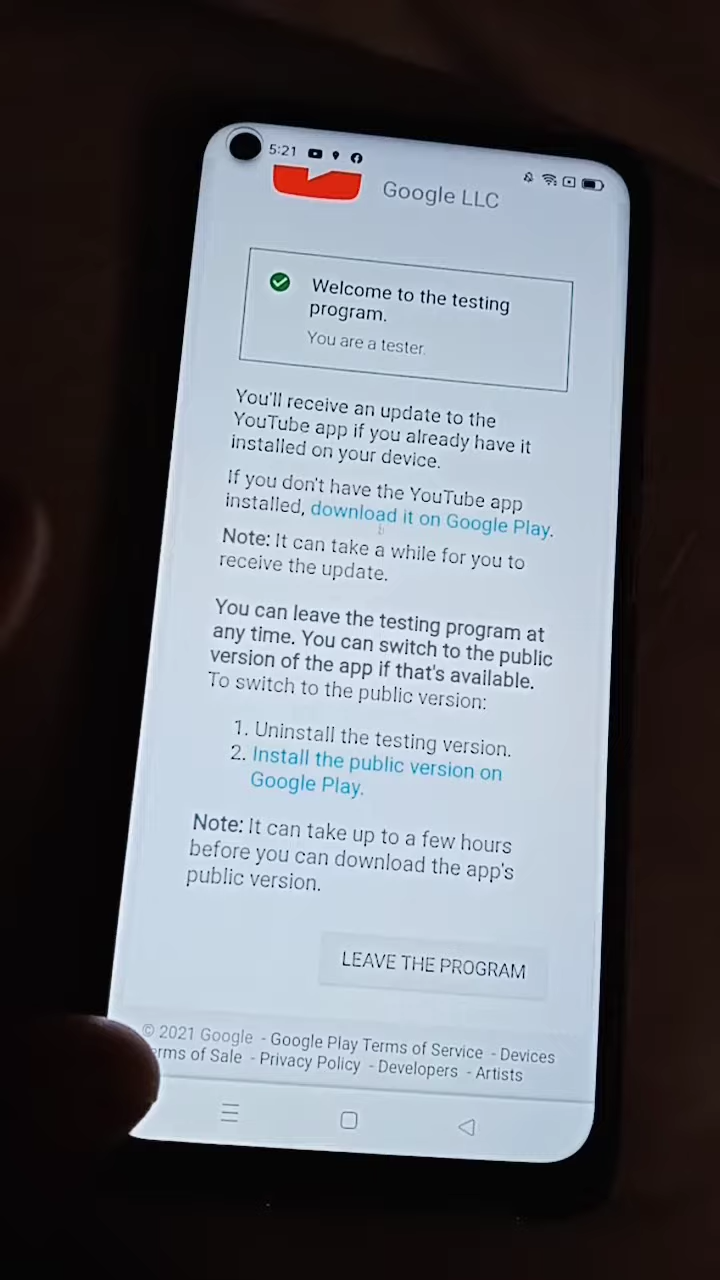 5:21
Google LLC
Welcome to the testing
program.
You are a tester.
You'll receive an update to the
YouTube app if you already have it
installed on your device.
If you don't have the YouTube app
installed, download it on Google Play.
Note: It can take a while for you to
receive the update.
You can leave the testing program at
any time. You can switch to the public
version of the app if that's available.
To switch to the public version:
1. Uninstall the testing version.
2. Install the public version on
Google Play.
Note: It can take up to a few hours
before you can download the app's
public version.
LEAVE THE PROGRAM
© 2021 Google - Google Play Terms of Service - Devices
of Sale - Privacy Policy - Developers - Artists